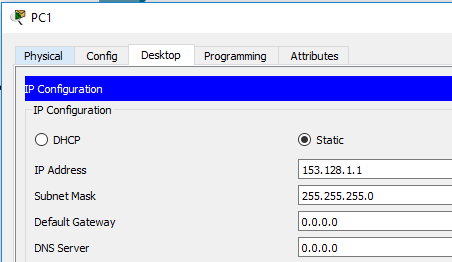 PC1
Physical Config Desktop Programming Attributes
IP Configuration
IP Configuration
DHCP Static
IP Address 153.128.1.1
Subnet Mask 255.255.255.0
Default Gateway 0.0.0.0
DNS Server 0.0.0.0